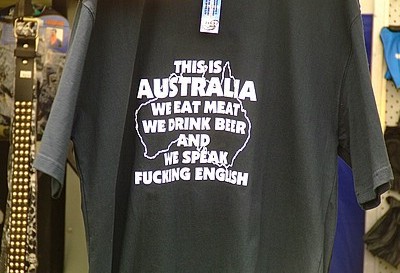 THIS IS
AUSTRALIA
WE EAT MEAT
WE DRINK BEER
AND
WE SPEAK
FUCKING ENGLISH